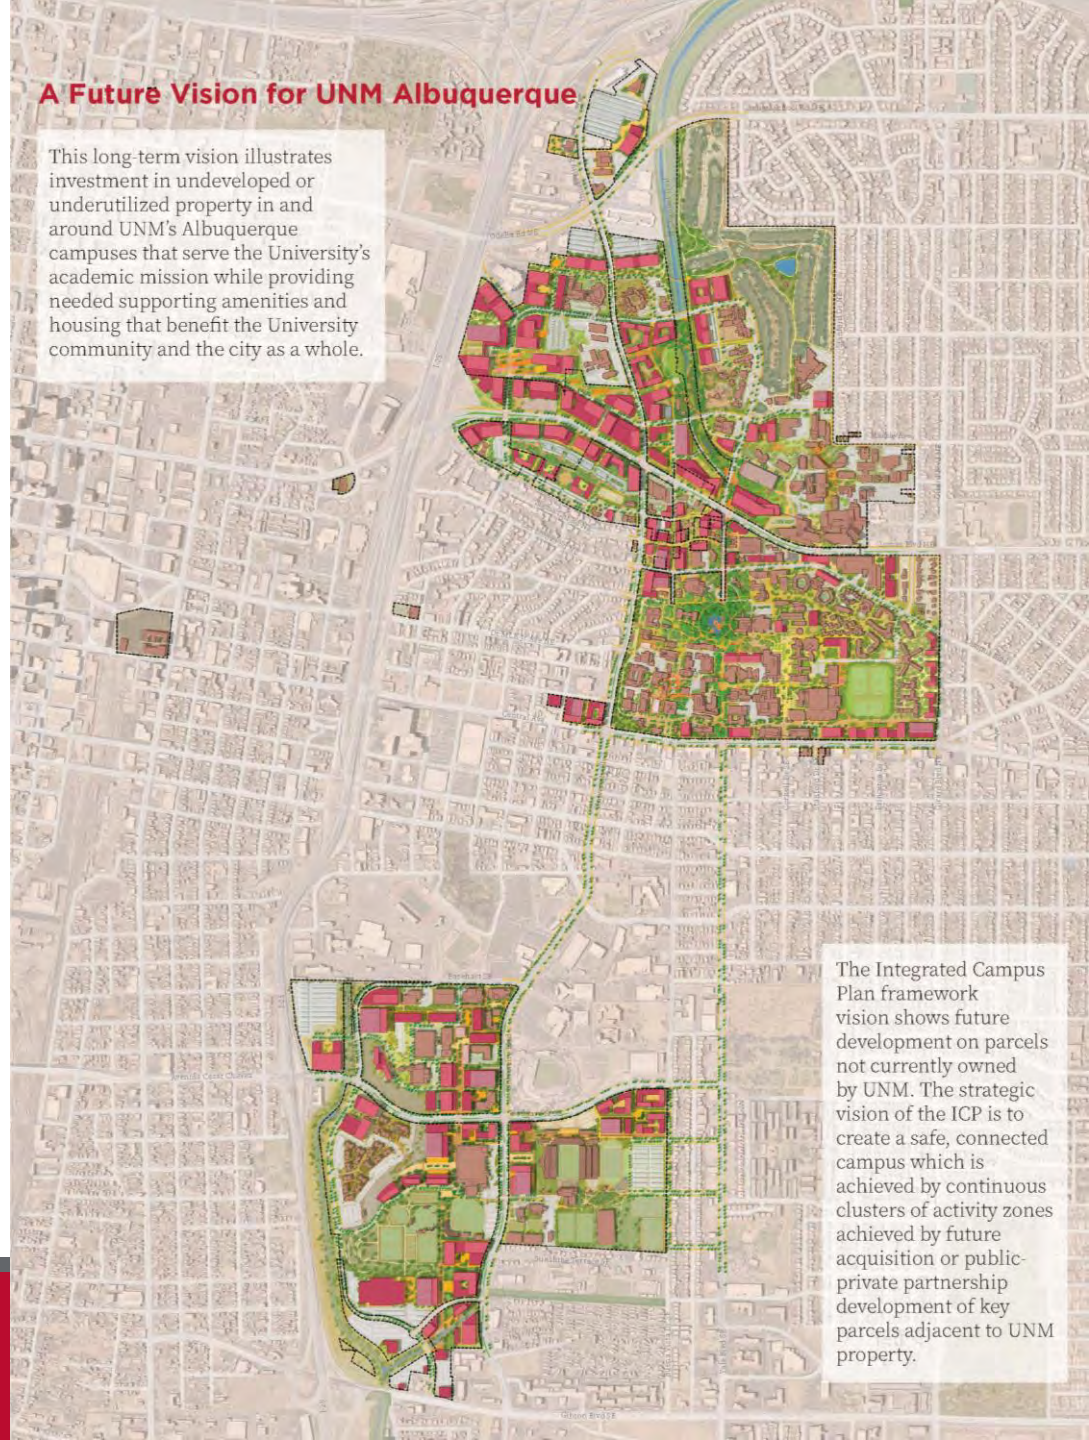 A Future Vision for UNM Albuquerque
This long-term vision illustrates
investment in undeveloped or
underutilized property in and
around UNM's Albuquerque
campuses that serve the University's
academic mission while providing
needed supporting amenities and
housing that benefit the University
community and the city as a whole.
The Integrated Campus
Plan framework
vision shows future
development on parcels
not currently owned
by UNM. The strategic
vision of the ICP is to
create a safe, connected
campus which is
achieved by continuous
clusters of activity zones
achieved by future
acquisition or public-
private partnership
development of key
parcels adjacent to UNM
property.
Gibson Blvd SE